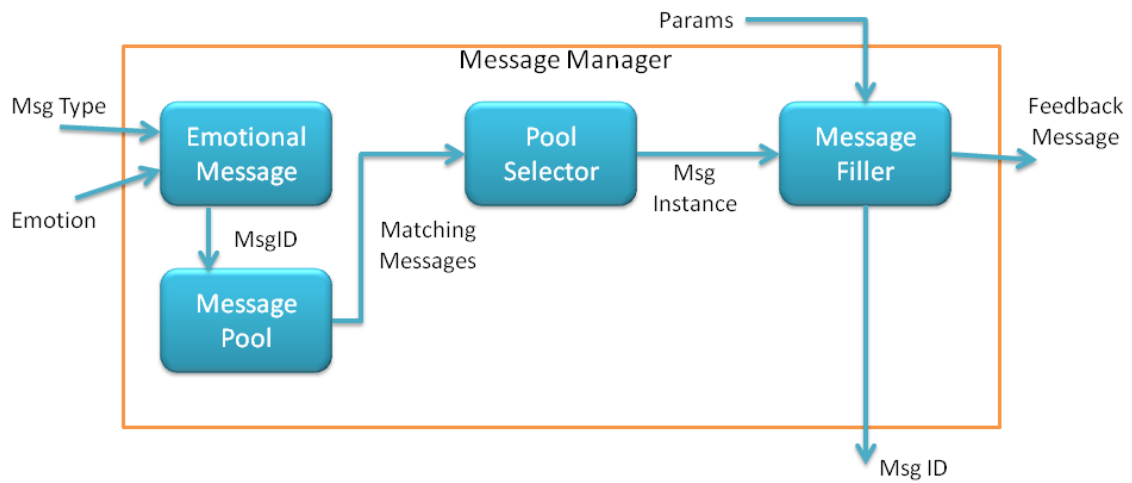 Params
Message Manager
Msg Type
Emotional
Message
Pool
Selector
Message
Filler
Feedback
Message
Msg
Instance
Emotion
MsgID
Matching
Messages
Message
Pool
Msg ID